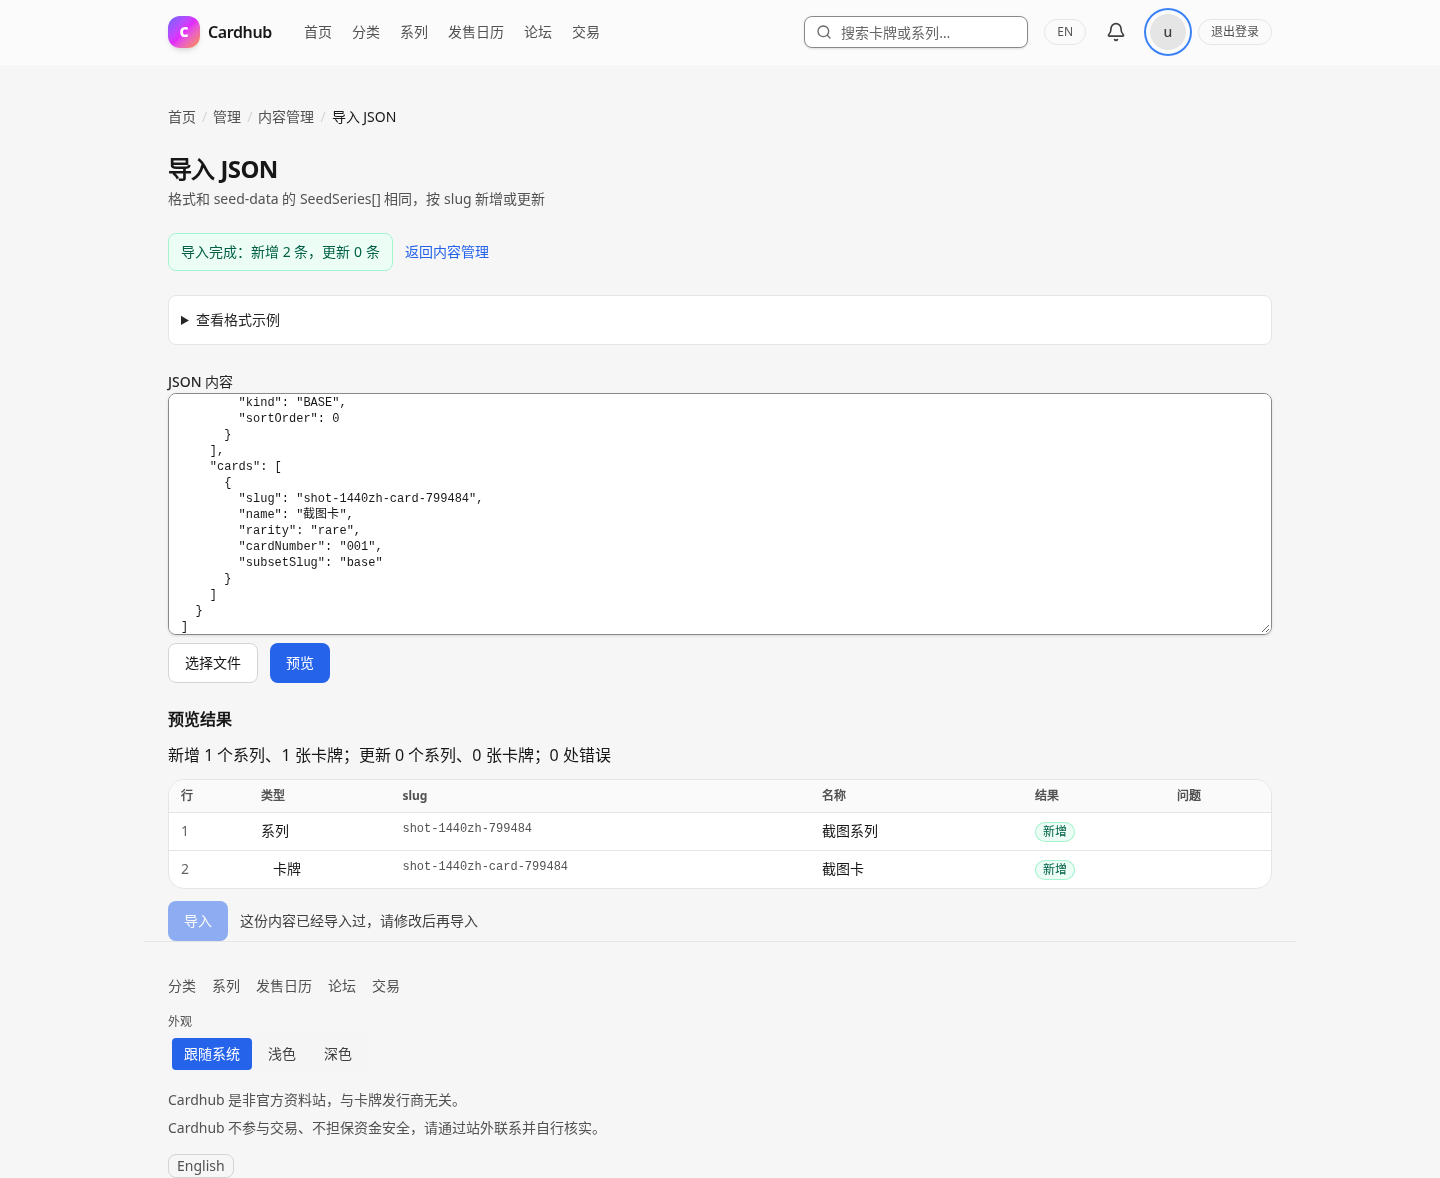 C Cardhub 首页 分类 系列 发售日历 论坛 交易 搜索卡牌或系列... EN u 退出登录
首页 / 管理 / 内容管理 / 导入 JSON
导入 JSON
格式和 seed-data 的 SeedSeries[] 相同，按 slug 新增或更新
导入完成：新增 2 条，更新 0 条 返回内容管理
▶ 查看格式示例
JSON 内容
"kind": "BASE",
"sortOrder": 0
}
],
"cards": [
{
"slug": "shot-1440zh-card-799484",
"name": "截图卡",
"rarity": "rare",
"cardNumber": "001",
"subsetSlug": "base"
}
]
}
]
选择文件 预览
预览结果
新增 1 个系列、1 张卡牌；更新 0 个系列、0 张卡牌；0 处错误
行 类型 slug 名称 结果 问题
1 系列 shot-1440zh-799484 截图系列 新增
2 卡牌 shot-1440zh-card-799484 截图卡 新增
导入 这份内容已经导入过，请修改后再导入
分类 系列 发售日历 论坛 交易
外观
跟随系统 浅色 深色
Cardhub 是非官方资料站，与卡牌发行商无关。
Cardhub 不参与交易、不担保资金安全，请通过站外联系并自行核实。
English